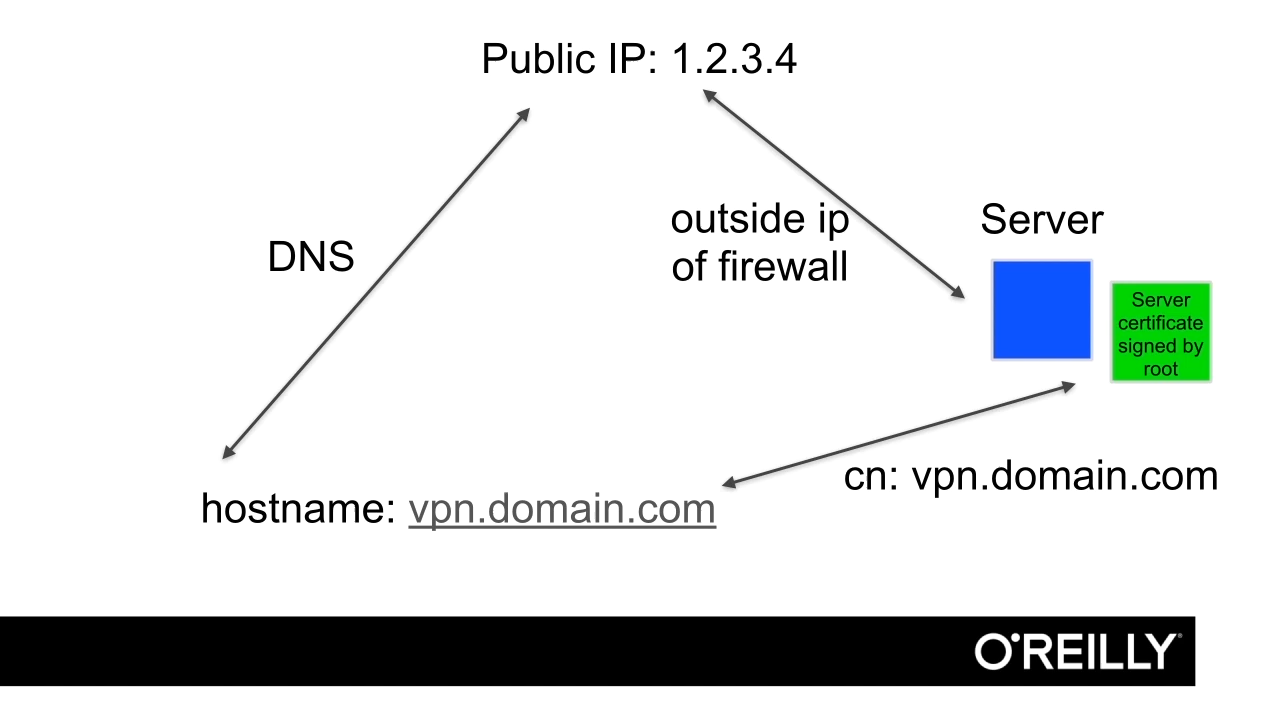 Public IP: 1.2.3.4
outside ip
of firewall
Server
DNS
Server
certificate
signed by
root
cn: vpn.domain.com
hostname: vpn.domain.com
O'REILLY®